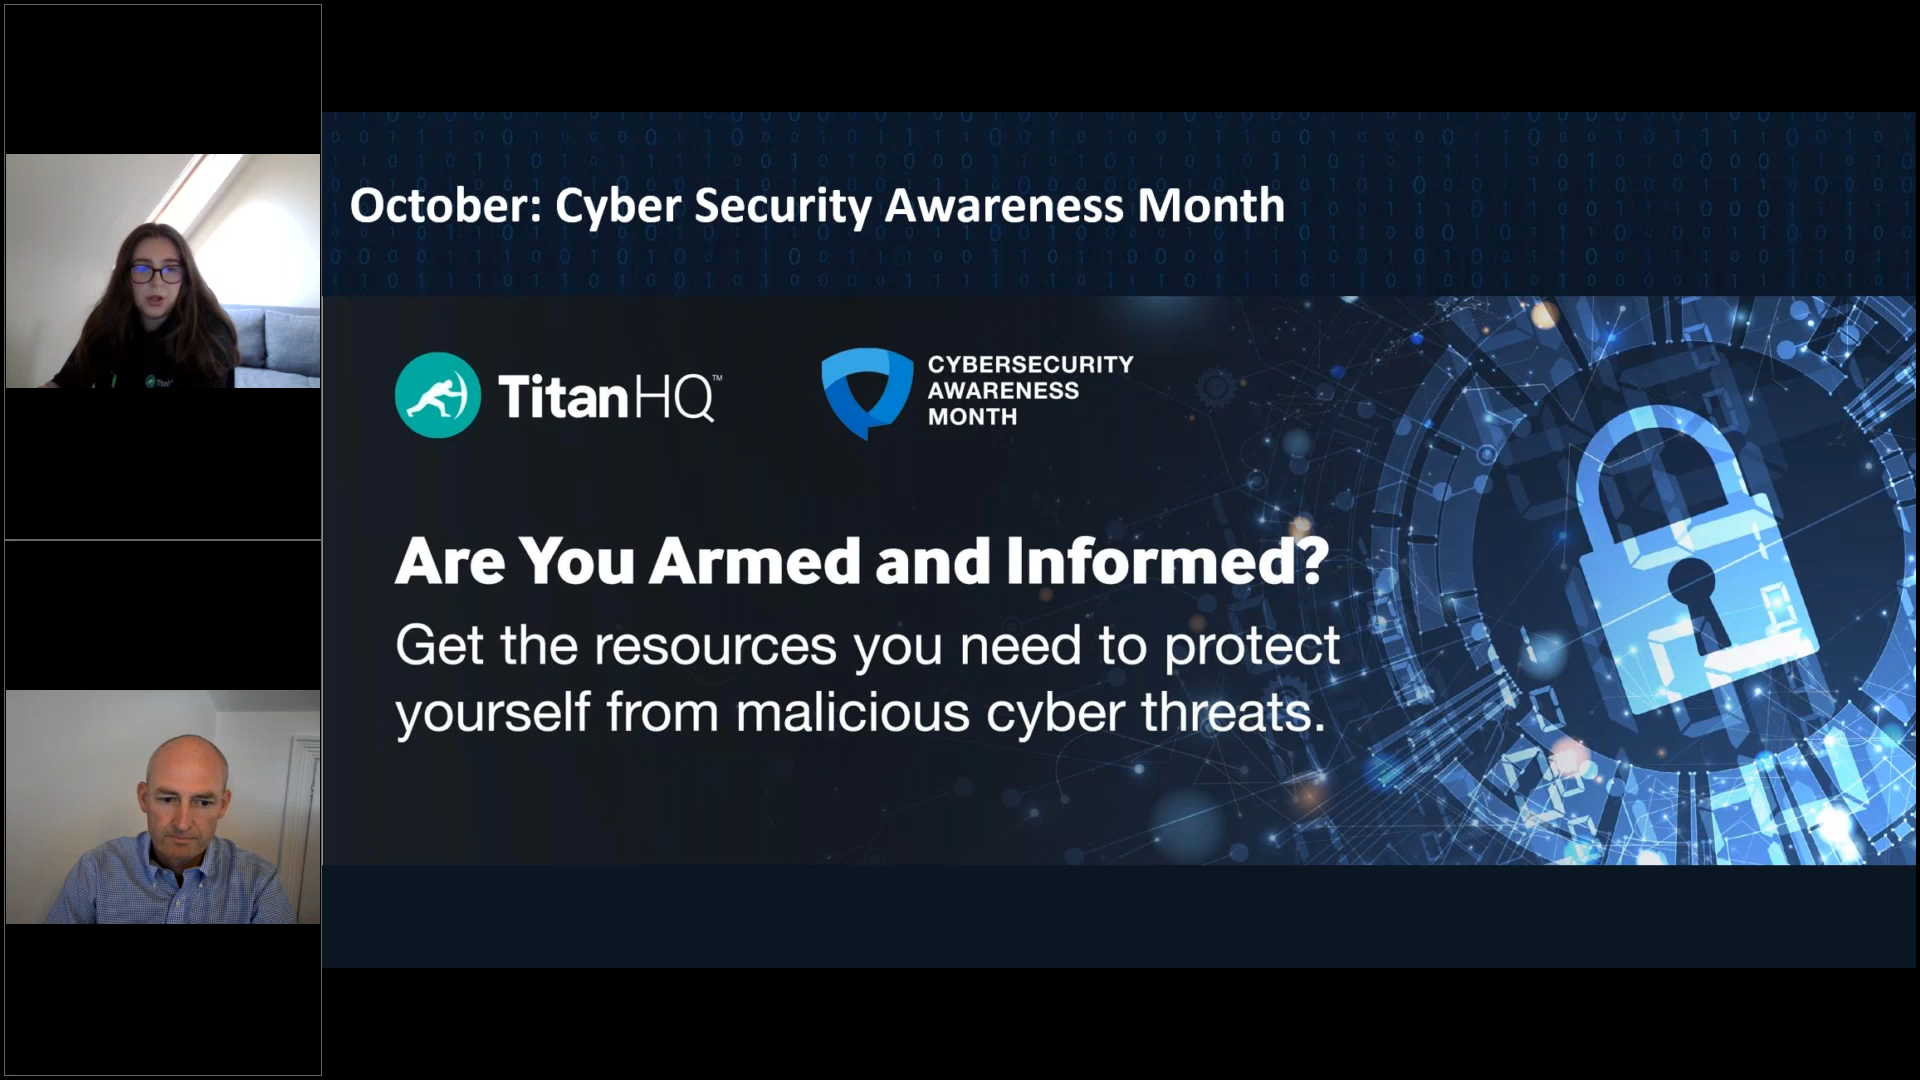 October: Cyber Security Awareness Month
TitanHQ™
CYBERSECURITY
AWARENESS
MONTH
Are You Armed and Informed?
Get the resources you need to protect
yourself from malicious cyber threats.